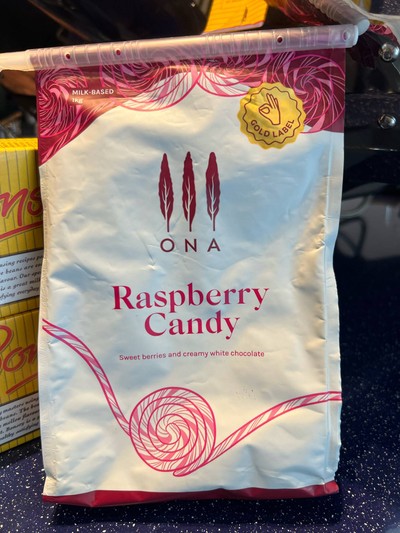 MILK-BASED
1kg
GOLD LABEL
ONA
Raspberry
Candy
Sweet berries and creamy white chocolate